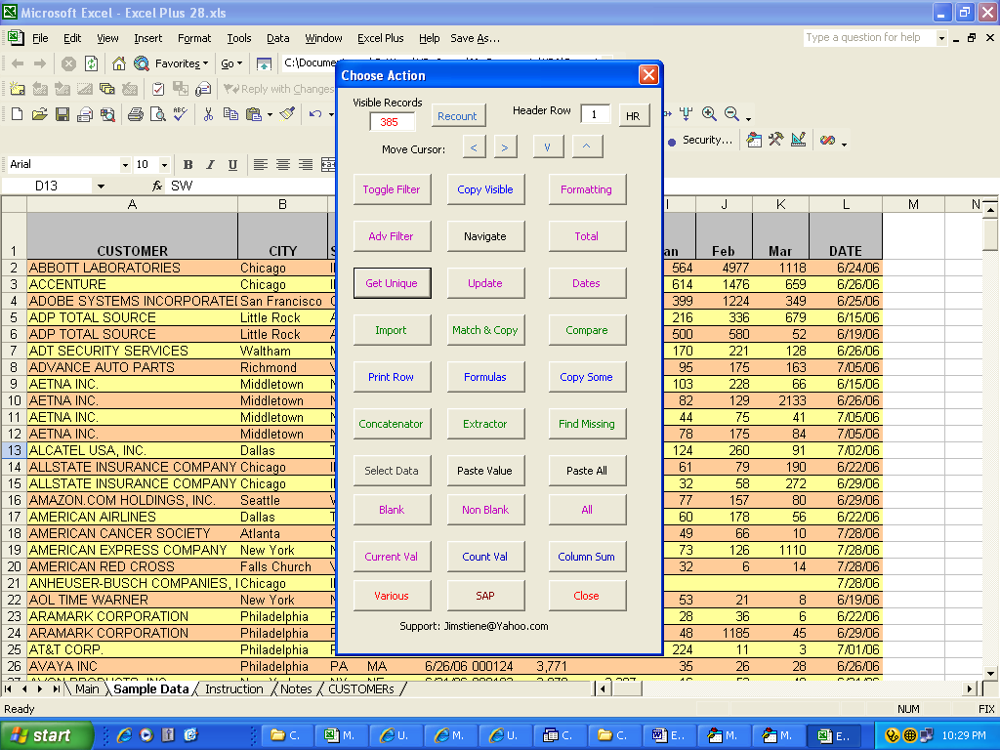 Microsoft Excel - Excel Plus 28.xls
File Edit View Insert Format Tools Data Window Excel Plus Help Save As... Type a question for help
Favorites Go
Reply with Changes...
Security...
Arial 10 B I U
D13 fx SW
Choose Action
Visible Records
385 Recount Header Row 1 HR
Move Cursor: < > V ^
Toggle Filter Copy Visible Formatting
Adv Filter Navigate Total
Get Unique Update Dates
Import Match & Copy Compare
Print Row Formulas Copy Some
Concatenator Extractor Find Missing
Select Data Paste Value Paste All
Blank Non Blank All
Current Val Count Val Column Sum
Various SAP Close
Support: Jimstiene@Yahoo.com
A B I J K L M N
1 CUSTOMER CITY Feb Mar DATE
2 ABBOTT LABORATORIES Chicago 564 4977 1118 6/24/06
3 ACCENTURE Chicago 614 1476 659 6/26/06
4 ADOBE SYSTEMS INCORPORATE San Francisco 399 1224 349 6/25/06
5 ADP TOTAL SOURCE Little Rock 216 336 679 6/15/06
6 ADP TOTAL SOURCE Little Rock 500 580 52 6/19/06
7 ADT SECURITY SERVICES Waltham 170 221 128 6/26/06
8 ADVANCE AUTO PARTS Richmond 95 175 163 7/05/06
9 AETNA INC. Middletown 103 228 66 6/15/06
10 AETNA INC. Middletown 82 129 2133 6/26/06
11 AETNA INC. Middletown 44 75 41 7/05/06
12 AETNA INC. Middletown 78 175 84 7/05/06
13 ALCATEL USA, INC. Dallas 124 260 91 7/02/06
14 ALLSTATE INSURANCE COMPANY Chicago 61 79 190 6/22/06
15 ALLSTATE INSURANCE COMPANY Chicago 32 58 272 6/29/06
16 AMAZON.COM HOLDINGS, INC. Seattle 77 157 80 6/29/06
17 AMERICAN AIRLINES Dallas 60 178 56 6/22/06
18 AMERICAN CANCER SOCIETY Atlanta 49 66 10 7/28/06
19 AMERICAN EXPRESS COMPANY New York 73 126 1110 7/28/06
20 AMERICAN RED CROSS Falls Church 32 6 14 7/28/06
21 ANHEUSER-BUSCH COMPANIES, Chicago 7/28/06
22 AOL TIME WARNER New York 53 21 8 6/19/06
23 ARAMARK CORPORATION Philadelphia 28 36 6 6/22/06
24 ARAMARK CORPORATION Philadelphia 48 1185 45 6/29/06
25 AT&T CORP. Philadelphia 224 11 3 7/01/06
26 AVAYA INC Philadelphia PA MA 6/26/06 000124 3,771 35 26 28 6/26/06
Main Sample Data Instruction Notes CUSTOMERS
Ready NUM FIX
start C. M. U. M. U. C. C. E. M. M. E. 10:29 PM